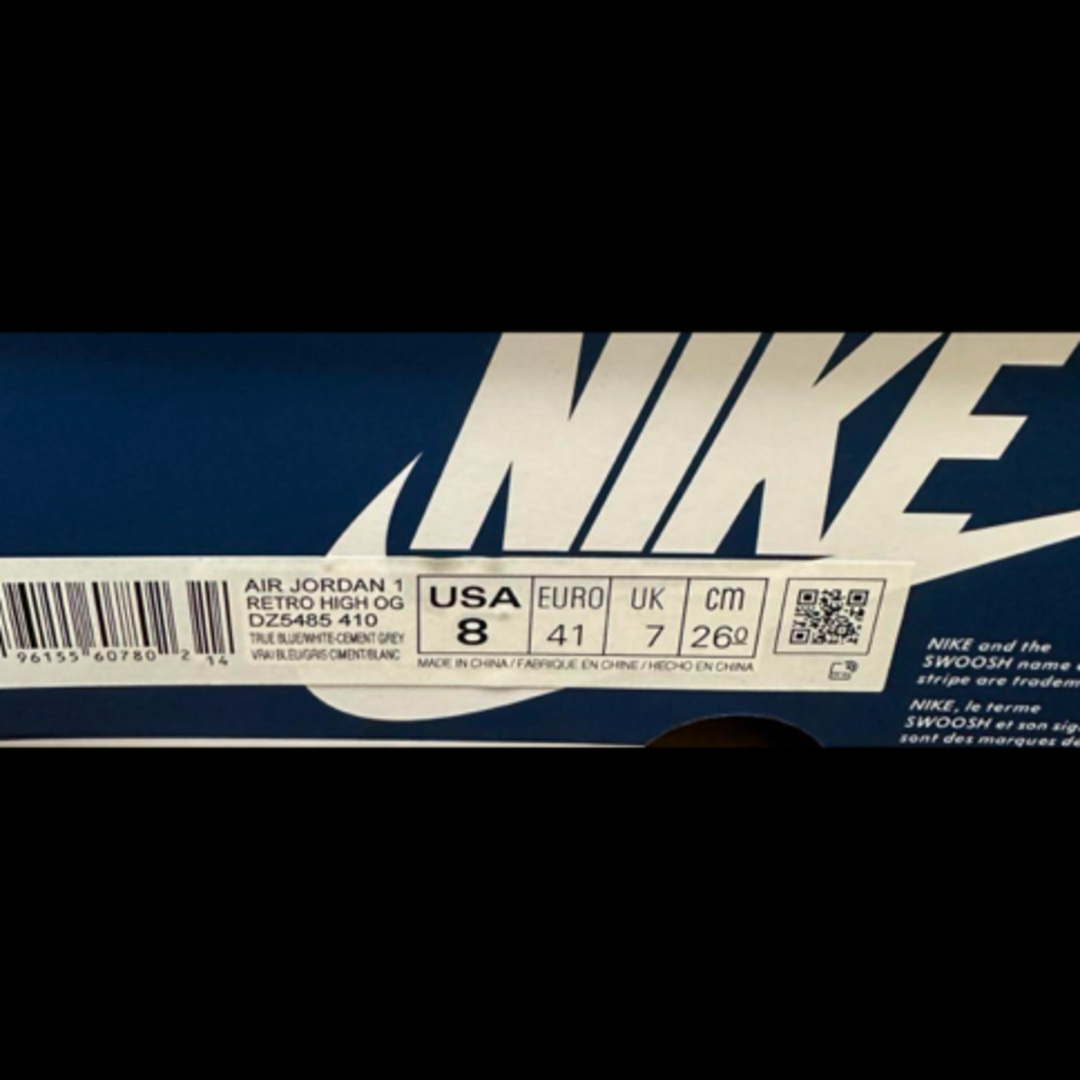 NIKE
AIR JORDAN 1
RETRO HIGH OG
DZ5485 410
TRUE BLUE/WHITE-CEMENT GREY
VRAI BLEU/GRIS CIMENT/BLANC
96155 60780 2 14
USA EURO UK cm
8 41 7 26º
MADE IN CHINA / FABRIQUE EN CHINE / HECHO EN CHINA
NIKE and the
SWOOSH name
stripe are tradem
NIKE, le terme
SWOOSH et son sig
sont des marques de